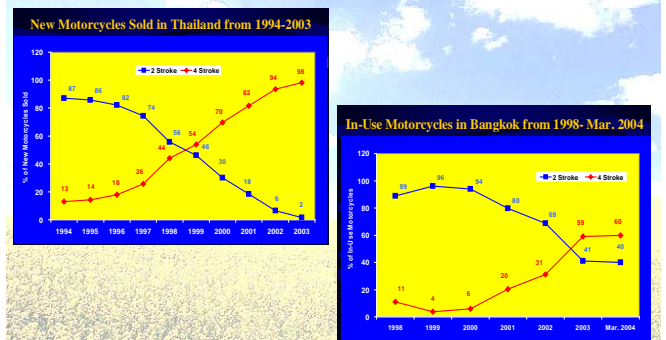 New Motorcycles Sold in Thailand from 1994-2003
120
2 Stroke 4 Stroke
100
80
60
40
20
0
% of New Motorcycles Sold
87 86 82 74 56 46 30 18 6 2
13 14 18 26 44 54 70 82 94 98
1994 1995 1996 1997 1998 1999 2000 2001 2002 2003
In-Use Motorcycles in Bangkok from 1998- Mar. 2004
120
2 Stroke 4 Stroke
100
80
60
40
20
0
% of In-Use Motorcycles
89 96 94 80 69 41 40
11 4 6 20 31 59 60
1998 1999 2000 2001 2002 2003 Mar. 2004